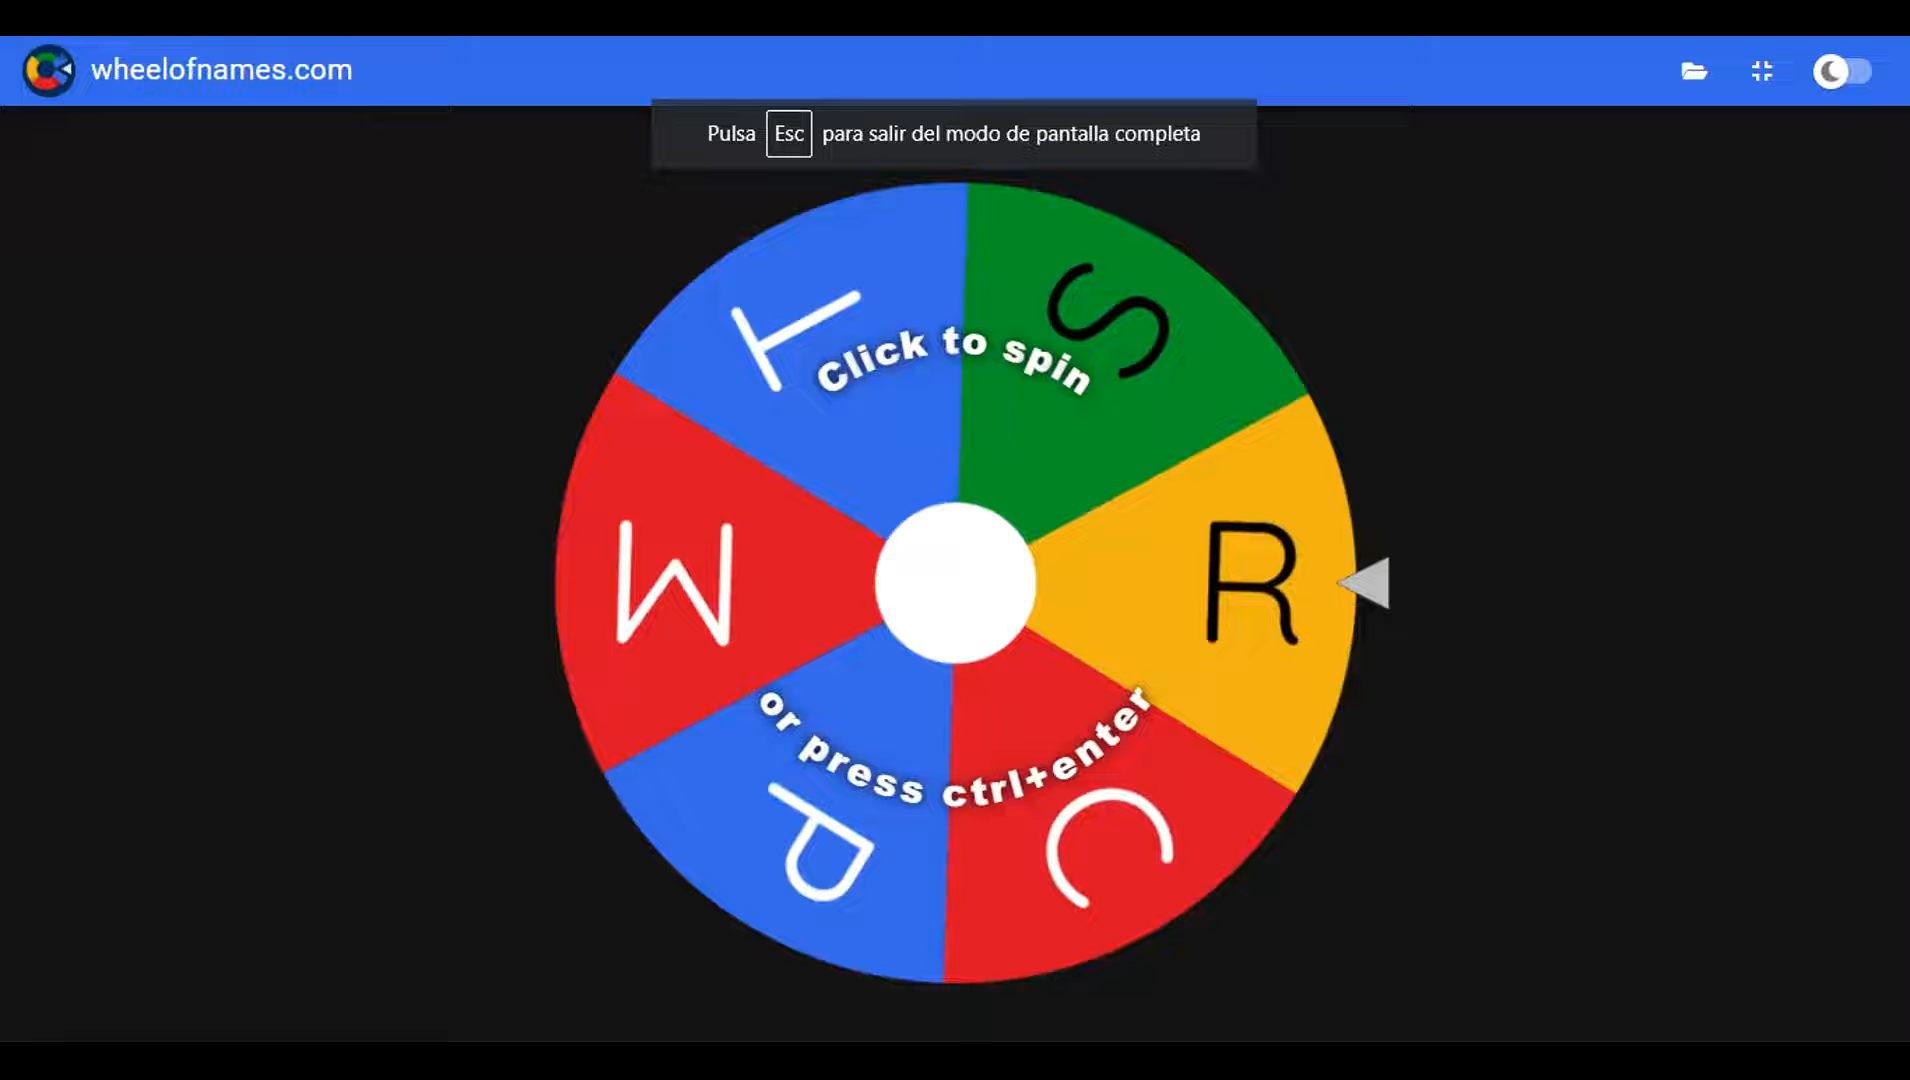 wheelofnames.com
Pulsa Esc para salir del modo de pantalla completa
T
S
Click to spin
M
R
or press ctrl+enter
P
C